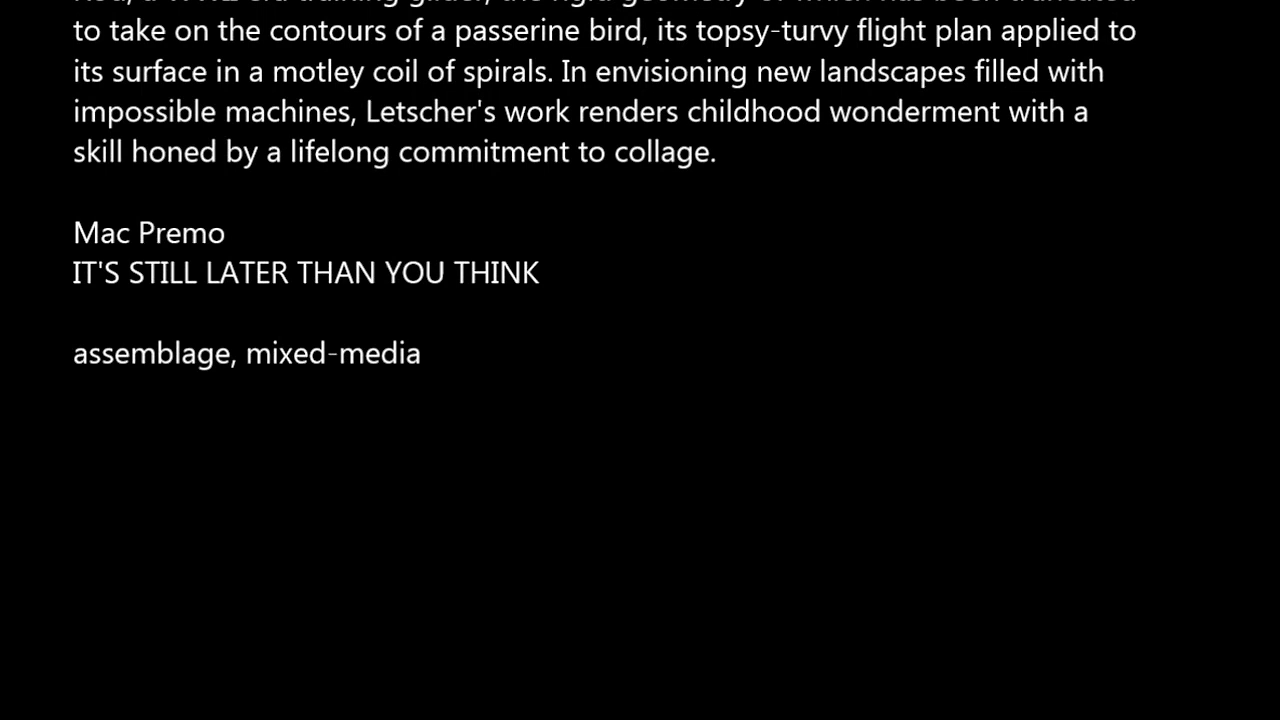 to take on the contours of a passerine bird, its topsy-turvy flight plan applied to
its surface in a motley coil of spirals. In envisioning new landscapes filled with
impossible machines, Letscher's work renders childhood wonderment with a
skill honed by a lifelong commitment to collage.
Mac Premo
IT'S STILL LATER THAN YOU THINK
assemblage, mixed-media